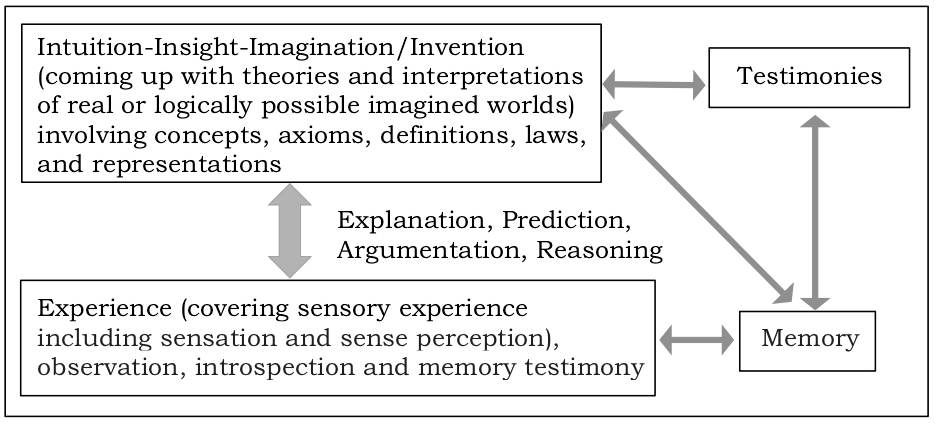 Intuition-Insight-Imagination/Invention
(coming up with theories and interpretations
of real or logically possible imagined worlds)
involving concepts, axioms, definitions, laws,
and representations
Testimonies
Explanation, Prediction,
Argumentation, Reasoning
Experience (covering sensory experience
including sensation and sense perception),
observation, introspection and memory testimony
Memory